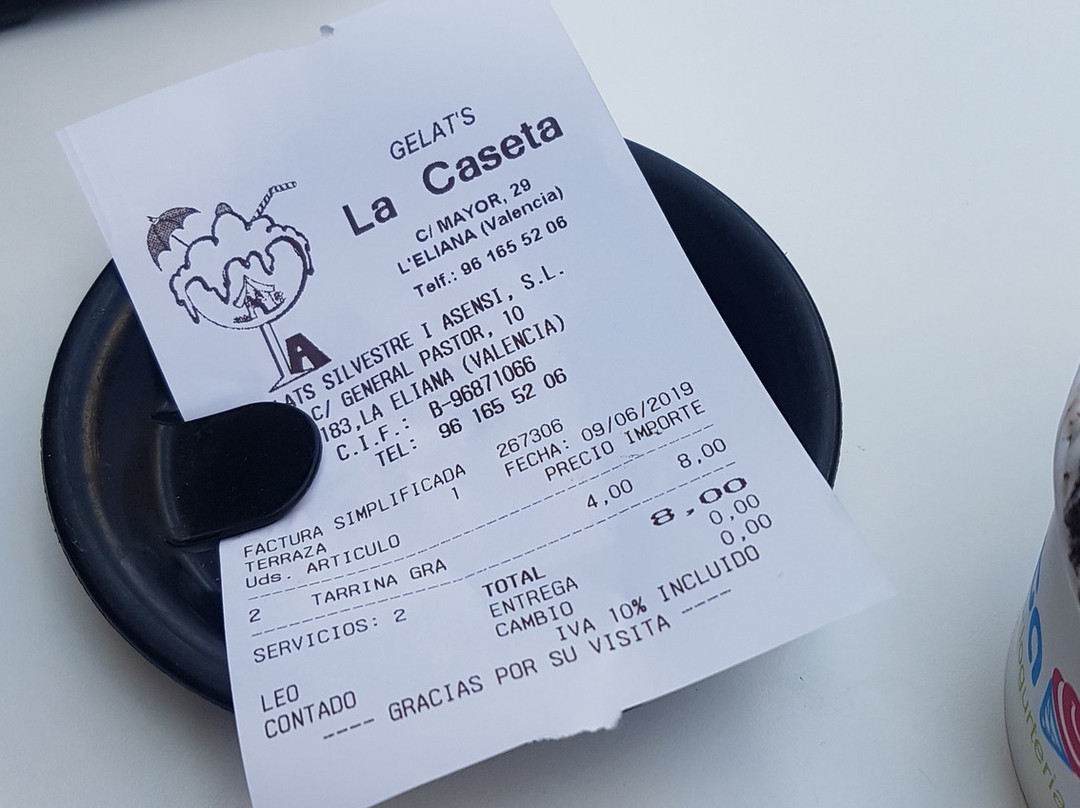 GELAT'S
La Caseta
C/ MAYOR, 29
L'ELIANA (Valencia)
Telf.: 96 165 52 06
A
ATS SILVESTRE I ASENSI, S.L.
C/ GENERAL PASTOR, 10
183,LA ELIANA (VALENCIA)
C.I.F.: B-96871066
TEL: 96 165 52 06
FACTURA SIMPLIFICADA 267306
TERRAZA 1 FECHA: 09/06/2019
Uds. ARTICULO PRECIO IMPORTE
2 TARRINA GRA 4,00 8,00
SERVICIOS: 2 TOTAL 8,00
ENTREGA 0,00
CAMBIO 0,00
LEO IVA 10% INCLUIDO
CONTADO
---- GRACIAS POR SU VISITA ----